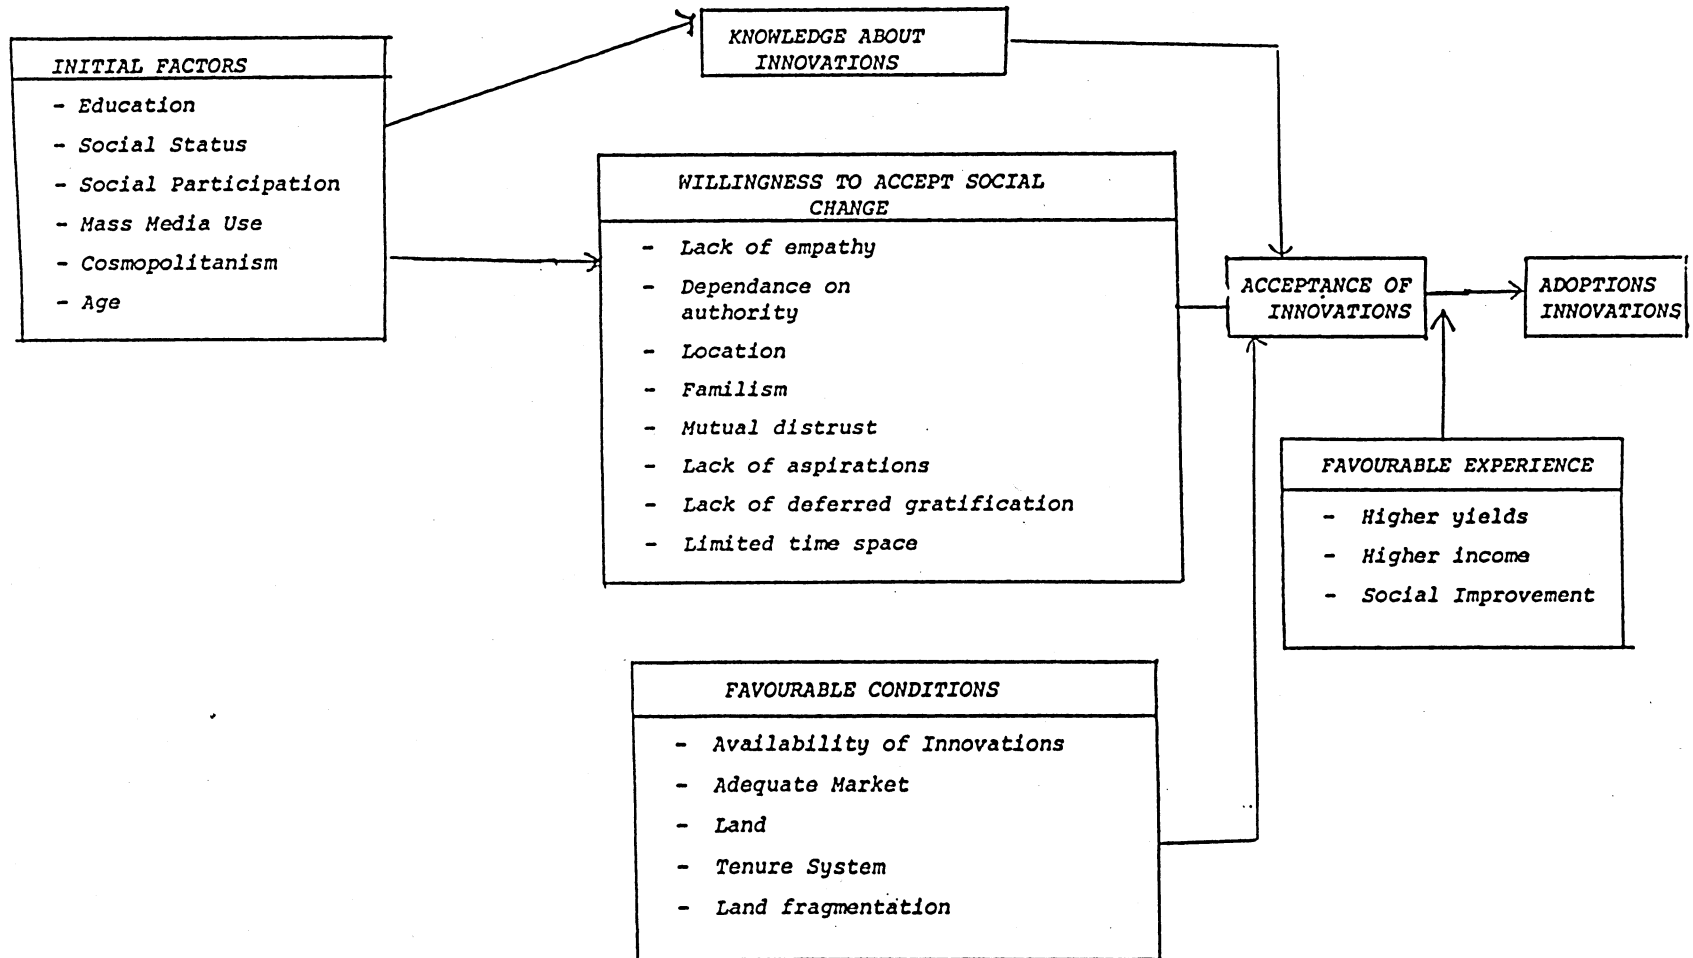 INITIAL FACTORS
- Education
- Social Status
- Social Participation
- Mass Media Use
- Cosmopolitanism
- Age
KNOWLEDGE ABOUT
INNOVATIONS
WILLINGNESS TO ACCEPT SOCIAL
CHANGE
- Lack of empathy
- Dependance on
authority
- Location
- Familism
- Mutual distrust
- Lack of aspirations
- Lack of deferred gratification
- Limited time space
FAVOURABLE CONDITIONS
- Availability of Innovations
- Adequate Market
- Land
- Tenure System
- Land fragmentation
ACCEPTANCE OF
INNOVATIONS
ADOPTIONS
INNOVATIONS
FAVOURABLE EXPERIENCE
- Higher yields
- Higher income
- Social Improvement